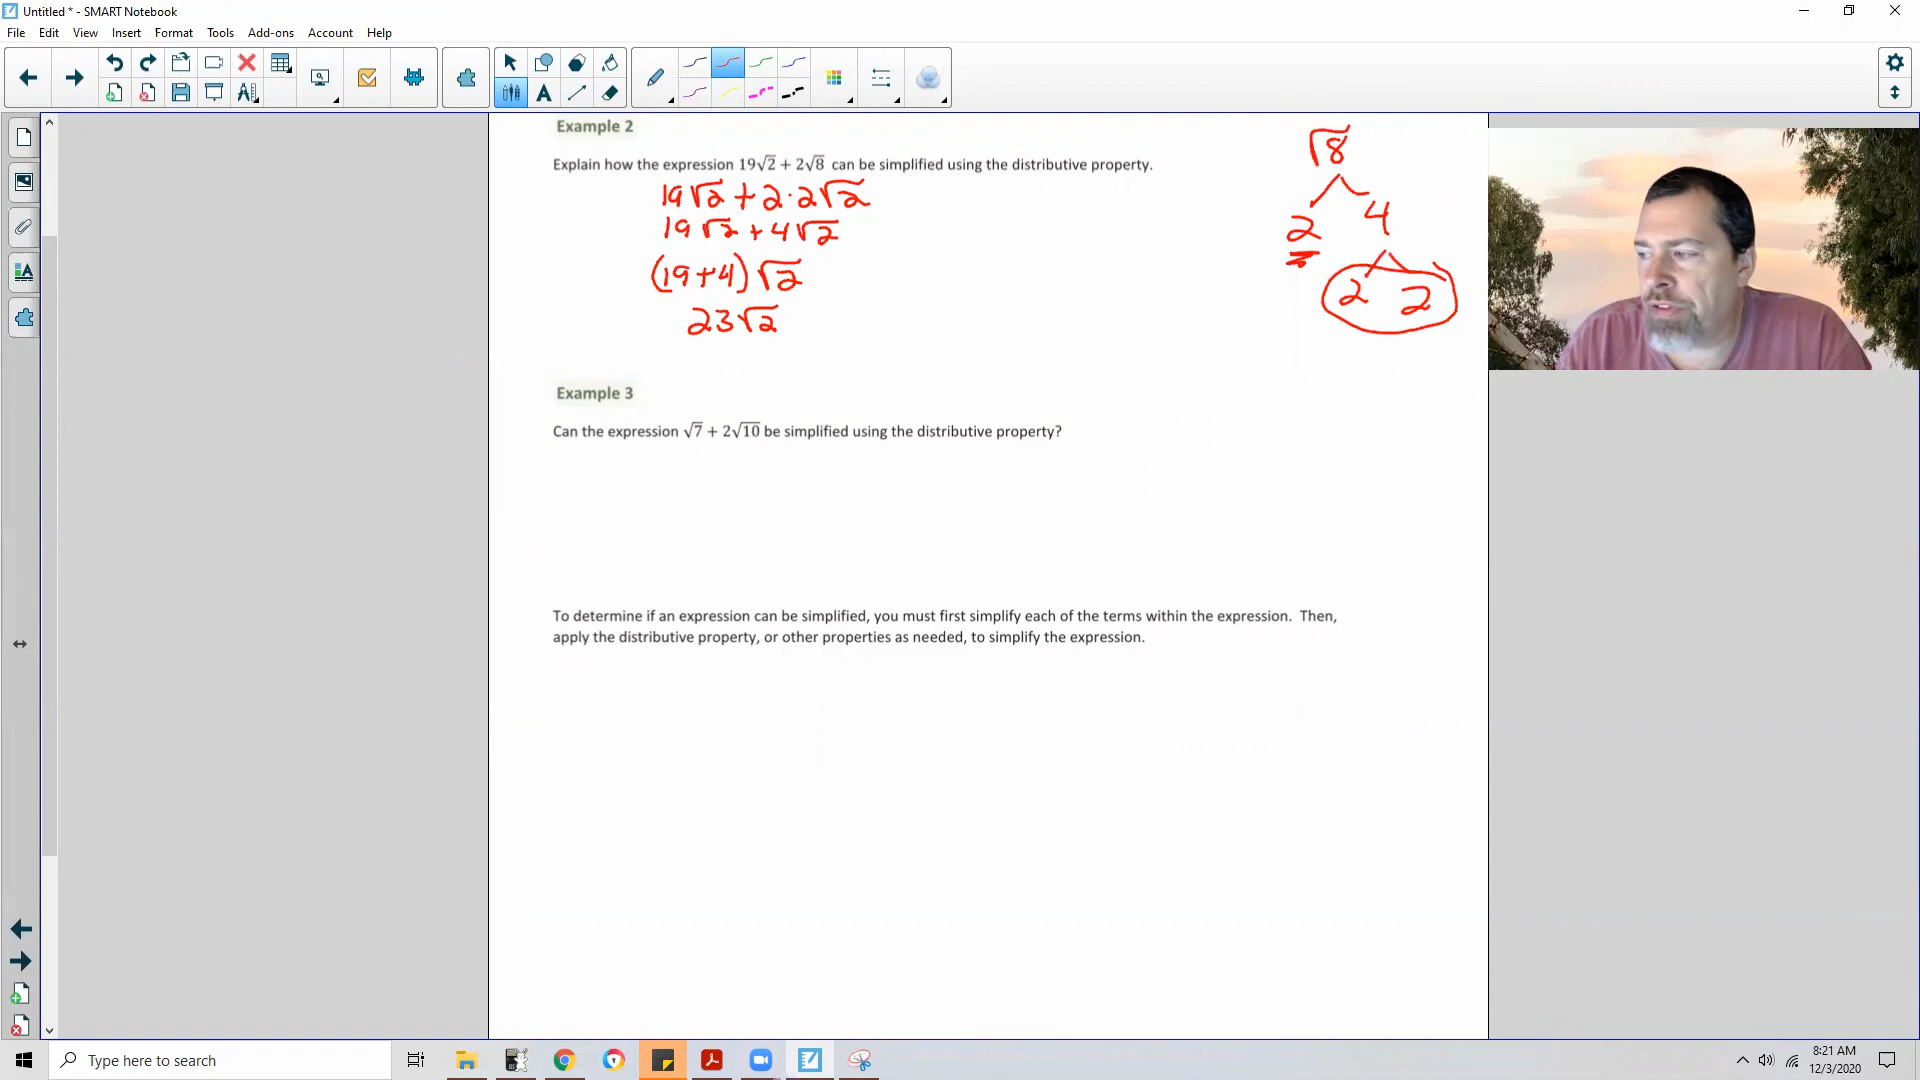 Untitled * - SMART Notebook
File Edit View Insert Format Tools Add-ons Account Help
Example 2
Explain how the expression 19√2 + 2√8 can be simplified using the distributive property.
19√2 + 2·2√2
19√2 + 4√2
(19+4)√2
23√2
√8
2 4
2 2
Example 3
Can the expression √7 + 2√10 be simplified using the distributive property?
To determine if an expression can be simplified, you must first simplify each of the terms within the expression. Then,
apply the distributive property, or other properties as needed, to simplify the expression.
Type here to search
8:21 AM
12/3/2020